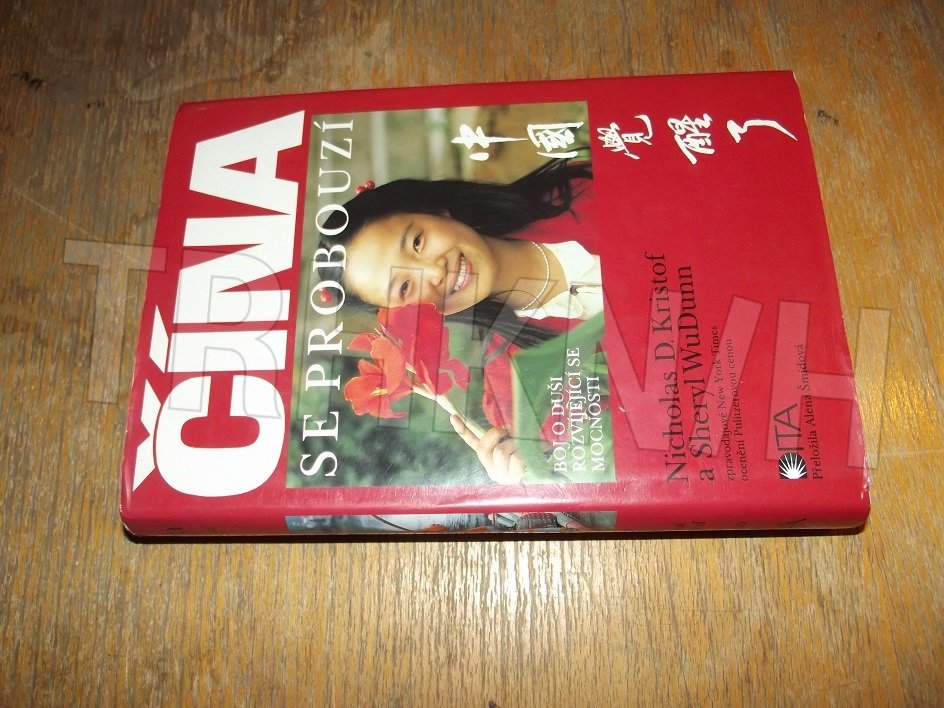 ČÍNA
SE PROBOUZÍ
中國覺醒了
BOJ O DUŠI
ROZVÍJEJÍCÍ SE
MOCNOSTI
Nicholas D. Kristof
a Sheryl WuDunn
zpravodajové New York Times
ocenění Pulitzerovou cenou
ITA
Přeložila Alena Šmídová